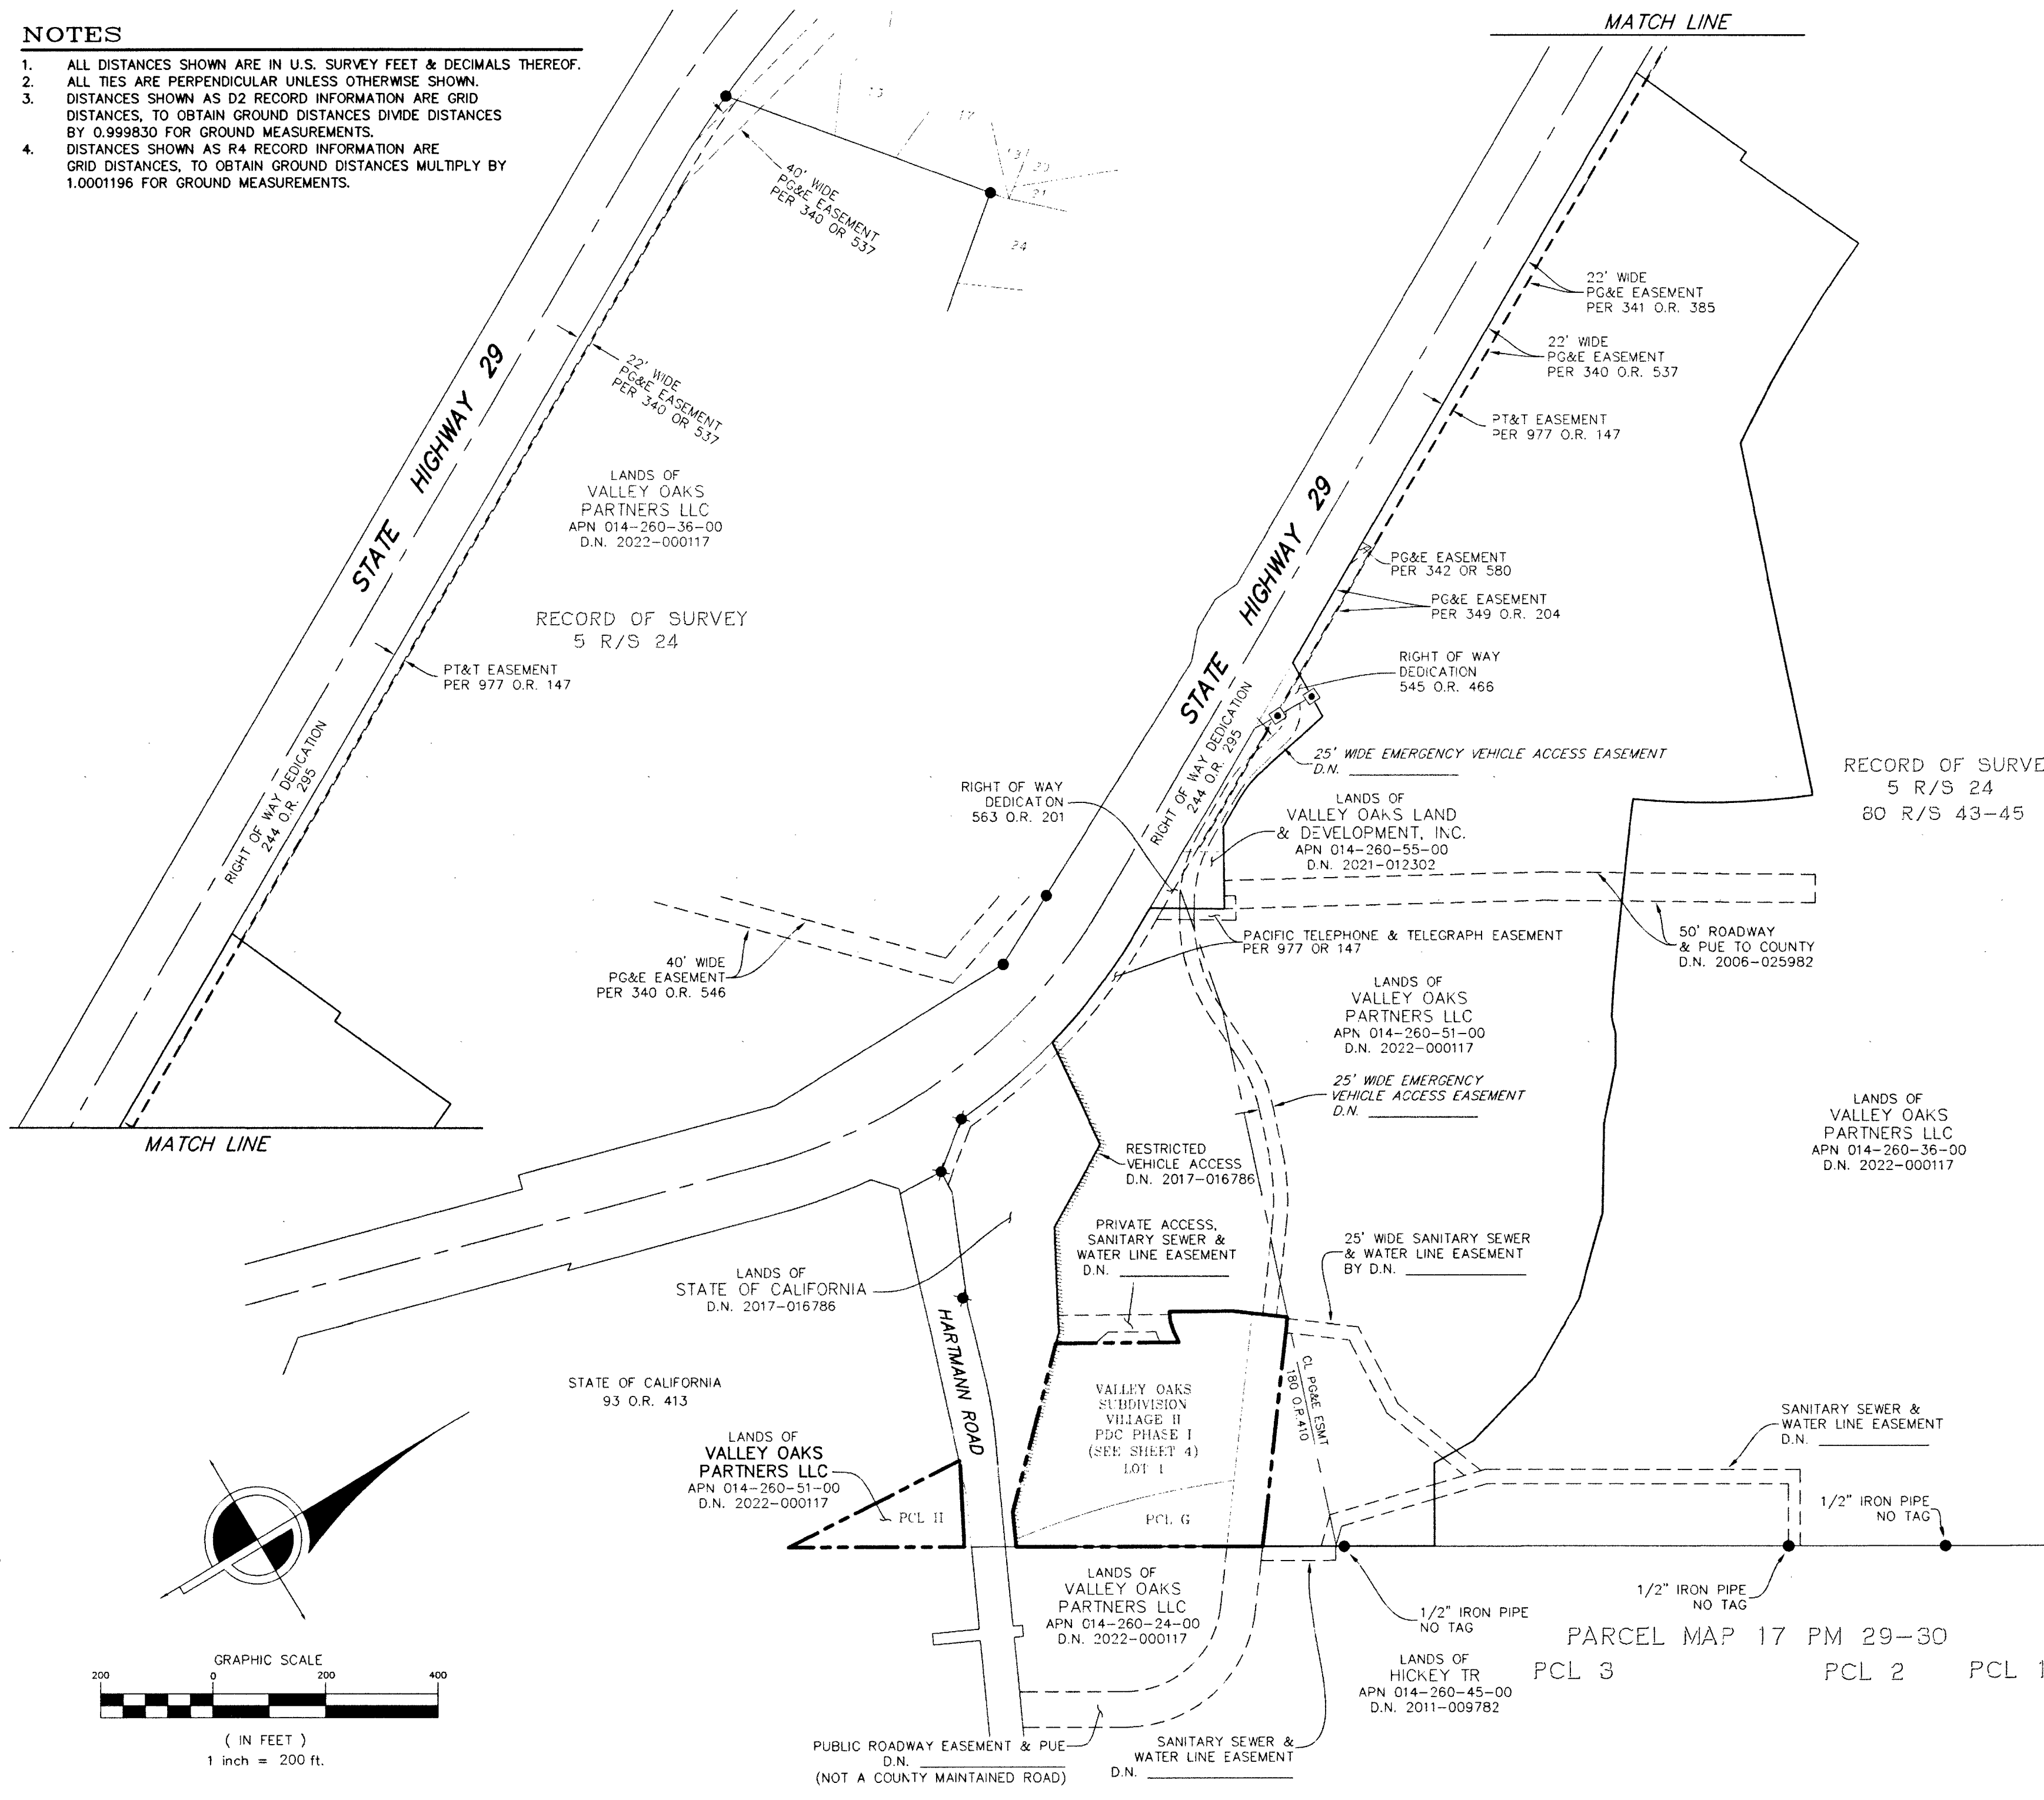 NOTES
1. ALL DISTANCES SHOWN ARE IN U.S. SURVEY FEET & DECIMALS THEREOF.
2. ALL TIES ARE PERPENDICULAR UNLESS OTHERWISE SHOWN.
3. DISTANCES SHOWN AS D2 RECORD INFORMATION ARE GRID
DISTANCES, TO OBTAIN GROUND DISTANCES DIVIDE DISTANCES
BY 0.999830 FOR GROUND MEASUREMENTS.
4. DISTANCES SHOWN AS R4 RECORD INFORMATION ARE
GRID DISTANCES, TO OBTAIN GROUND DISTANCES MULTIPLY BY
1.0001196 FOR GROUND MEASUREMENTS.
17
20
21
24
40' WIDE
PG&E EASEMENT
PER 340 OR 537
22' WIDE
PG&E EASEMENT
PER 340 OR 537
STATE HIGHWAY 29
LANDS OF
VALLEY OAKS
PARTNERS LLC
APN 014-260-36-00
D.N. 2022-000117
RECORD OF SURVEY
5 R/S 24
PT&T EASEMENT
PER 977 O.R. 147
RIGHT OF WAY DEDICATION
244 O.R. 295
MATCH LINE
MATCH LINE
22' WIDE
PG&E EASEMENT
PER 341 O.R. 385
22' WIDE
PG&E EASEMENT
PER 340 O.R. 537
PT&T EASEMENT
PER 977 O.R. 147
STATE HIGHWAY 29
PG&E EASEMENT
PER 342 OR 580
PG&E EASEMENT
PER 349 O.R. 204
RIGHT OF WAY
DEDICATION
545 O.R. 466
RIGHT OF WAY DEDICATION
244 O.R. 295
25' WIDE EMERGENCY VEHICLE ACCESS EASEMENT
D.N.
RIGHT OF WAY
DEDICAT ON
563 O.R. 201
LANDS OF
VALLEY OAKS LAND
& DEVELOPMENT, INC.
APN 014-260-55-00
D.N. 2021-012302
RECORD OF SURVE
5 R/S 24
80 R/S 43-45
50' ROADWAY
& PUE TO COUNTY
D.N. 2006-025982
PACIFIC TELEPHONE & TELEGRAPH EASEMENT
PER 977 OR 147
40' WIDE
PG&E EASEMENT
PER 340 O.R. 546
LANDS OF
VALLEY OAKS
PARTNERS LLC
APN 014-260-51-00
D.N. 2022-000117
25' WIDE EMERGENCY
VEHICLE ACCESS EASEMENT
D.N.
LANDS OF
VALLEY OAKS
PARTNERS LLC
APN 014-260-36-00
D.N. 2022-000117
RESTRICTED
VEHICLE ACCESS
D.N. 2017-016786
PRIVATE ACCESS,
SANITARY SEWER &
WATER LINE EASEMENT
D.N.
25' WIDE SANITARY SEWER
& WATER LINE EASEMENT
BY D.N.
LANDS OF
STATE OF CALIFORNIA
D.N. 2017-016786
HARTMANN ROAD
STATE OF CALIFORNIA
93 O.R. 413
CL PG&E ESMT
180 O.R.410
VALLEY OAKS
SUBDIVISION
VILLAGE II
PDC PHASE I
(SEE SHEET 4)
LOT 1
LANDS OF
VALLEY OAKS
PARTNERS LLC
APN 014-260-51-00
D.N. 2022-000117
PCL H
PCL G
SANITARY SEWER &
WATER LINE EASEMENT
D.N.
1/2" IRON PIPE
NO TAG
1/2" IRON PIPE
NO TAG
1/2" IRON PIPE
NO TAG
LANDS OF
VALLEY OAKS
PARTNERS LLC
APN 014-260-24-00
D.N. 2022-000117
PARCEL MAP 17 PM 29-30
PCL 3 PCL 2 PCL 1
LANDS OF
HICKEY TR
APN 014-260-45-00
D.N. 2011-009782
GRAPHIC SCALE
200 0 200 400
( IN FEET )
1 inch = 200 ft.
PUBLIC ROADWAY EASEMENT & PUE
D.N.
(NOT A COUNTY MAINTAINED ROAD)
SANITARY SEWER &
WATER LINE EASEMENT
D.N.